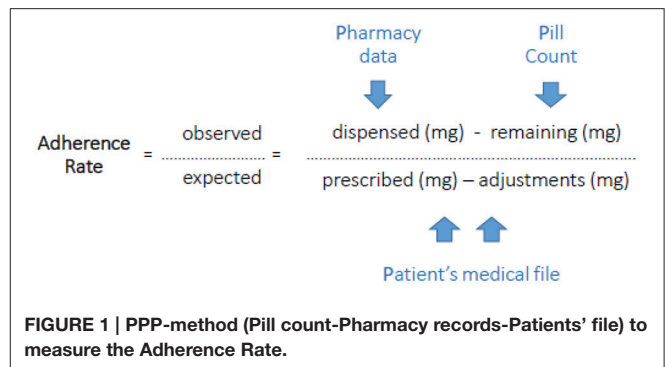 Pharmacy data
Pill Count
Adherence Rate = observed / expected = dispensed (mg) - remaining (mg) / prescribed (mg) – adjustments (mg)
Patient's medical file
FIGURE 1 | PPP-method (Pill count-Pharmacy records-Patients' file) to
measure the Adherence Rate.